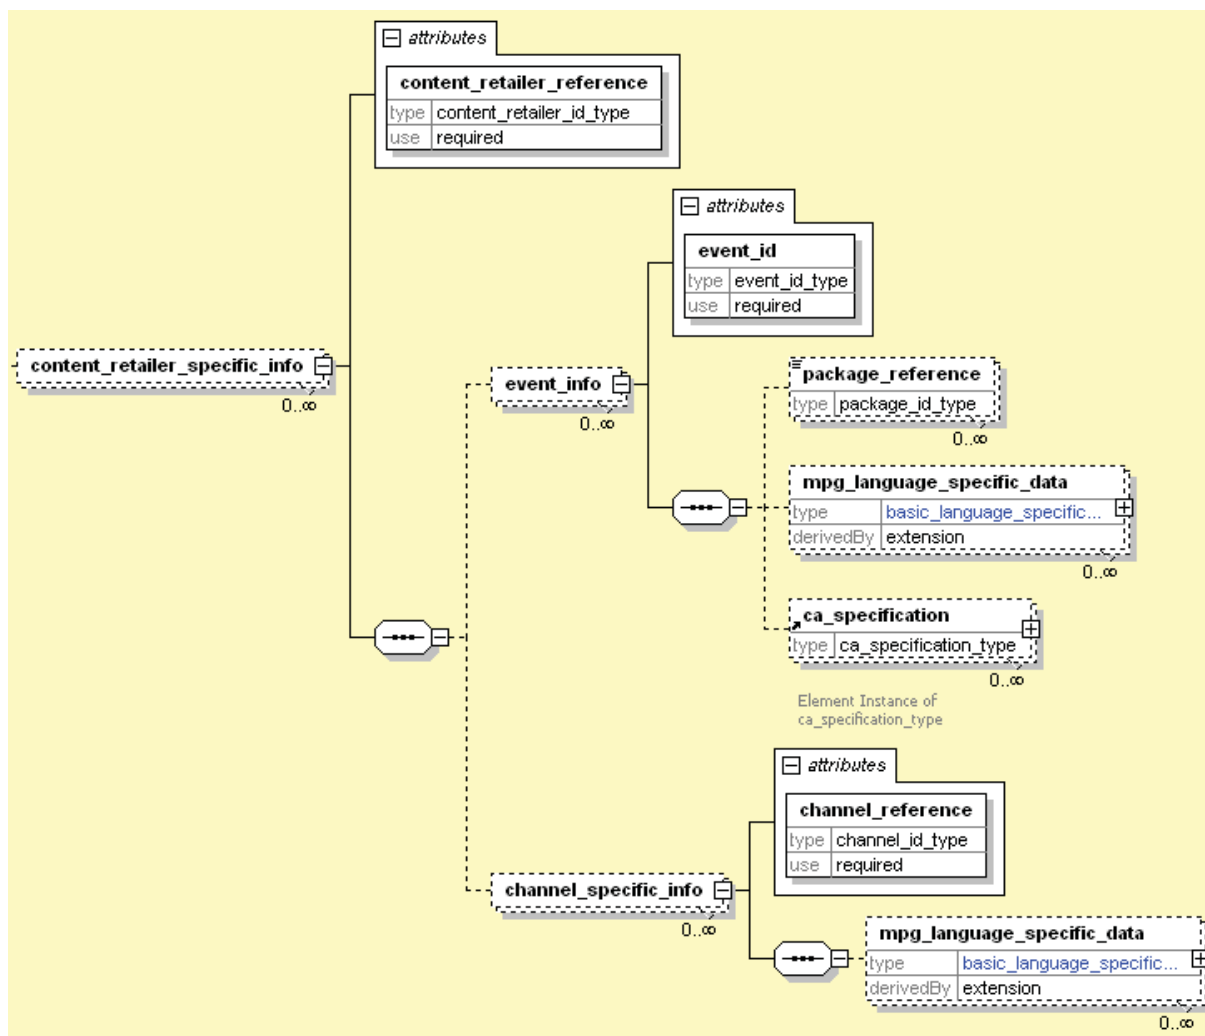 attributes
content_retailer_reference
type content_retailer_id_type
use required
attributes
event_id
type event_id_type
use required
content_retailer_specific_info
0..∞
event_info
0..∞
package_reference
type package_id_type
0..∞
mpg_language_specific_data
type basic_language_specific...
derivedBy extension
0..∞
ca_specification
type ca_specification_type
0..∞
Element Instance of
ca_specification_type
attributes
channel_reference
type channel_id_type
use required
channel_specific_info
0..∞
mpg_language_specific_data
type basic_language_specific...
derivedBy extension
0..∞